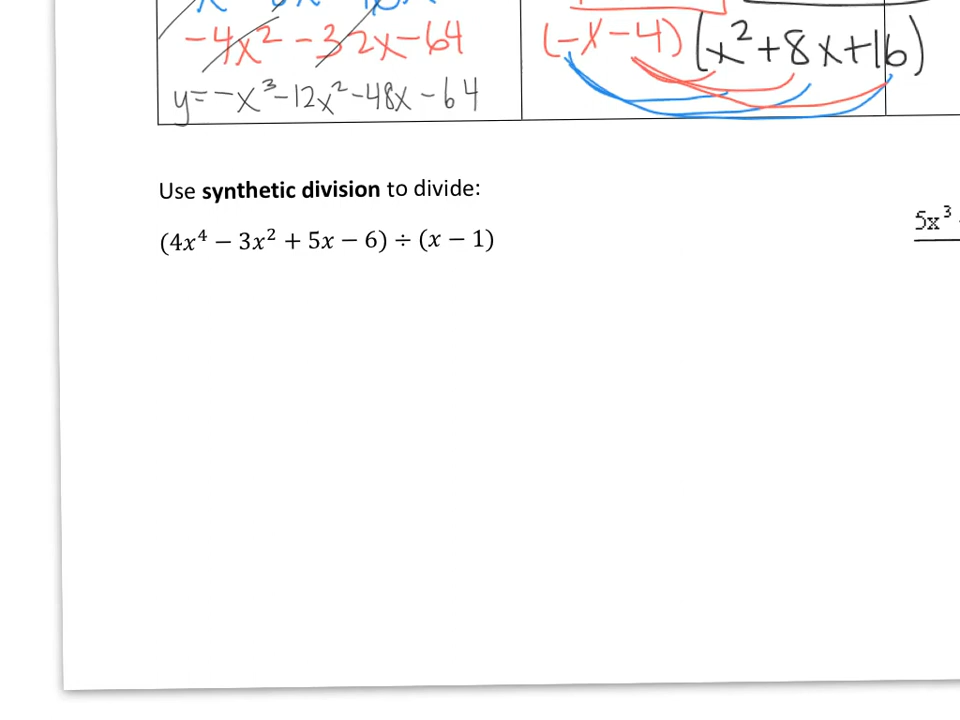 -4x² - 32x - 64
(-x - 4) (x² + 8x + 16)
y = -x³ - 12x² - 48x - 64
Use synthetic division to divide:
(4x⁴ − 3x² + 5x − 6) ÷ (x − 1)
5x³